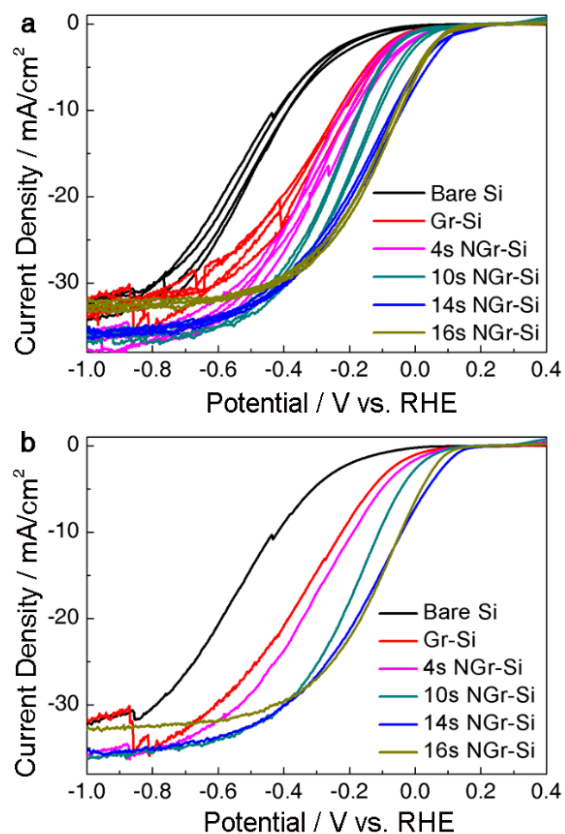 a
0
-10
-20
-30
Current Density / mA/cm²
Bare Si
Gr-Si
4s NGr-Si
10s NGr-Si
14s NGr-Si
16s NGr-Si
-1.0 -0.8 -0.6 -0.4 -0.2 0.0 0.2 0.4
Potential / V vs. RHE
b
0
-10
-20
-30
Current Density / mA/cm²
Bare Si
Gr-Si
4s NGr-Si
10s NGr-Si
14s NGr-Si
16s NGr-Si
-1.0 -0.8 -0.6 -0.4 -0.2 0.0 0.2 0.4
Potential / V vs. RHE